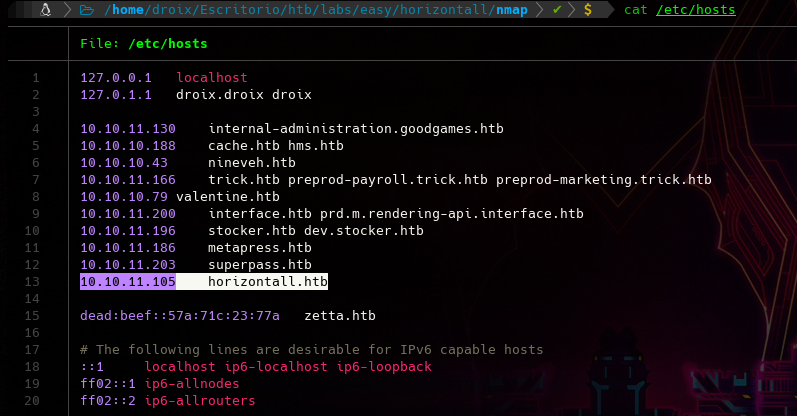 /home/droix/Escritorio/htb/labs/easy/horizontall/nmap ✔ $ cat /etc/hosts
File: /etc/hosts
1 127.0.0.1 localhost
2 127.0.1.1 droix.droix droix
3
4 10.10.11.130 internal-administration.goodgames.htb
5 10.10.10.188 cache.htb hms.htb
6 10.10.10.43 nineveh.htb
7 10.10.11.166 trick.htb preprod-payroll.trick.htb preprod-marketing.trick.htb
8 10.10.10.79 valentine.htb
9 10.10.11.200 interface.htb prd.m.rendering-api.interface.htb
10 10.10.11.196 stocker.htb dev.stocker.htb
11 10.10.11.186 metapress.htb
12 10.10.11.203 superpass.htb
13 10.10.11.105 horizontall.htb
14
15 dead:beef::57a:71c:23:77a zetta.htb
16
17 # The following lines are desirable for IPv6 capable hosts
18 ::1 localhost ip6-localhost ip6-loopback
19 ff02::1 ip6-allnodes
20 ff02::2 ip6-allrouters